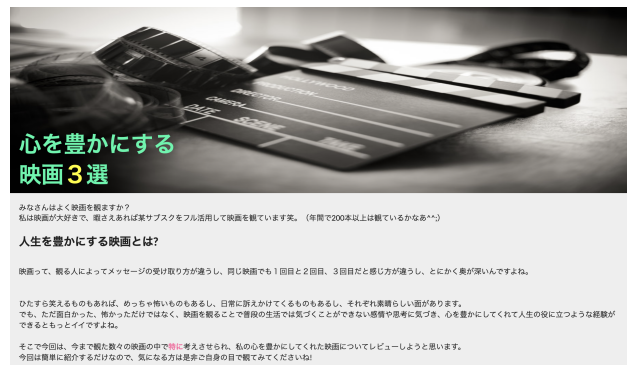 HOLLYWOOD
PRODUCTION
DIRECTOR
CAMERA
DATE SCENE
心を豊かにする
映画３選
みなさんはよく映画を観ますか？
私は映画が大好きで、暇さえあれば某サブスクをフル活用して映画を観ています笑。（年間で200本以上は観ているかなあ^^;）
人生を豊かにする映画とは?
映画って、観る人によってメッセージの受け取り方が違うし、同じ映画でも１回目と２回目、３回目だと感じ方が違うし、とにかく奥が深いんですよね。
ひたすら笑えるものもあれば、めっちゃ怖いものもあるし、日常に訴えかけてくるものもあるし、それぞれ素晴らしい面があります。
でも、ただ面白かった、怖かっただけではなく、映画を観ることで普段の生活では気づくことができない感情や思考に気づき、心を豊かにしてくれて人生の役に立つような経験が
できるともっとイイですよね。
そこで今回は、今まで観た数々の映画の中で特に考えさせられ、私の心を豊かにしてくれた映画についてレビューしようと思います。
今回は簡単に紹介するだけなので、気になる方は是非ご自身の目で観てみてくださいね!